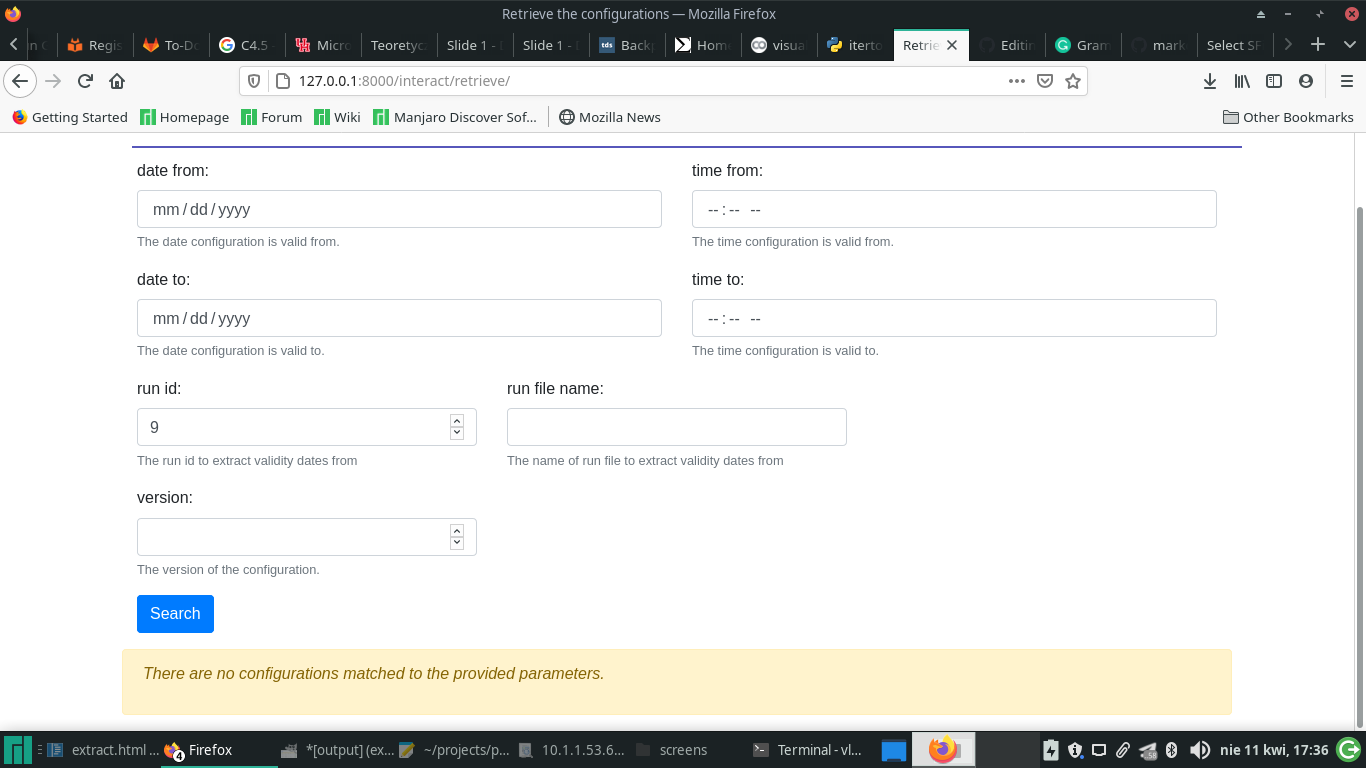 Retrieve the configurations — Mozilla Firefox
Regis
To-Do
C4.5 -
Micro
Teoretycz
Slide 1 -
Slide 1 -
tds Backp
Home
visua
iterto
Retrie
Editin
Gram
mark
Select SF
127.0.0.1:8000/interact/retrieve/
Getting Started
Homepage
Forum
Wiki
Manjaro Discover Sof...
Mozilla News
Other Bookmarks
date from:
time from:
mm / dd / yyyy
-- : -- --
The date configuration is valid from.
The time configuration is valid from.
date to:
time to:
mm / dd / yyyy
-- : -- --
The date configuration is valid to.
The time configuration is valid to.
run id:
run file name:
9
The run id to extract validity dates from
The name of run file to extract validity dates from
version:
The version of the configuration.
Search
There are no configurations matched to the provided parameters.
extract.html ...
4
Firefox
*[output] (ex...
~/projects/p...
10.1.1.53.6...
screens
Terminal - vl...
nie 11 kwi, 17:36